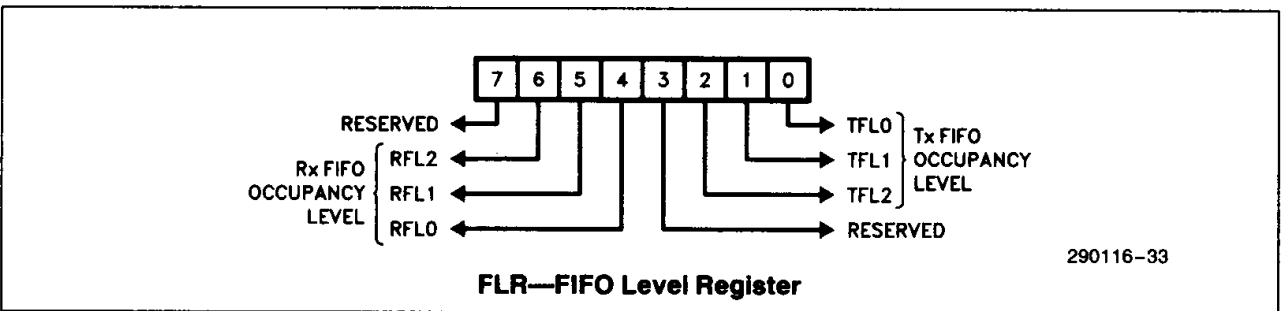 7 6 5 4 3 2 1 0
RESERVED
RFL2
RFL1
RFL0
Rx FIFO
OCCUPANCY
LEVEL
TFL0
TFL1
TFL2
Tx FIFO
OCCUPANCY
LEVEL
RESERVED
290116-33
FLR—FIFO Level Register